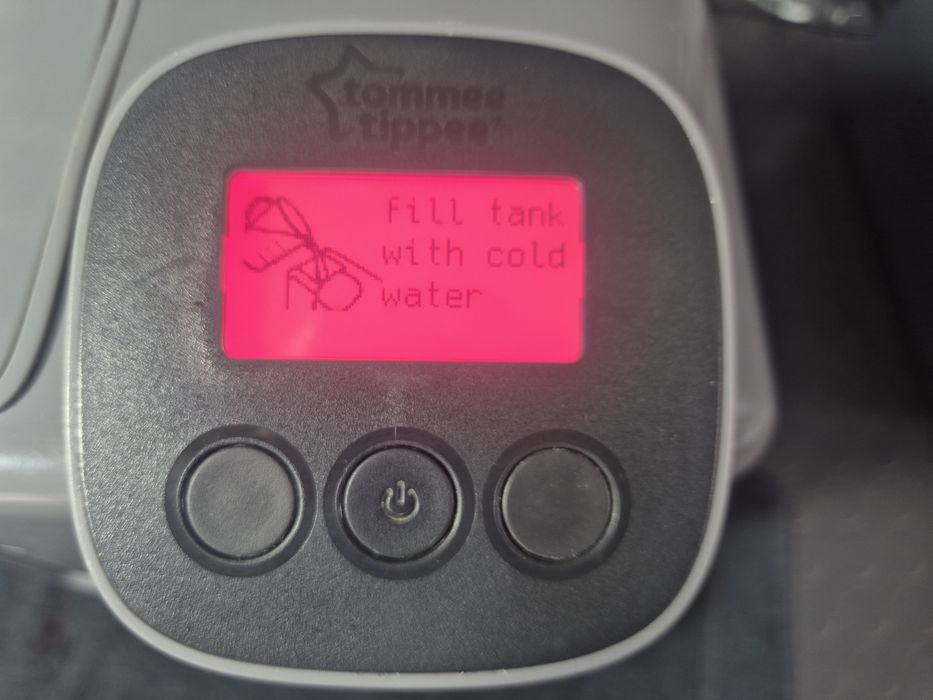 tommee
tippee
fill tank
with cold
water